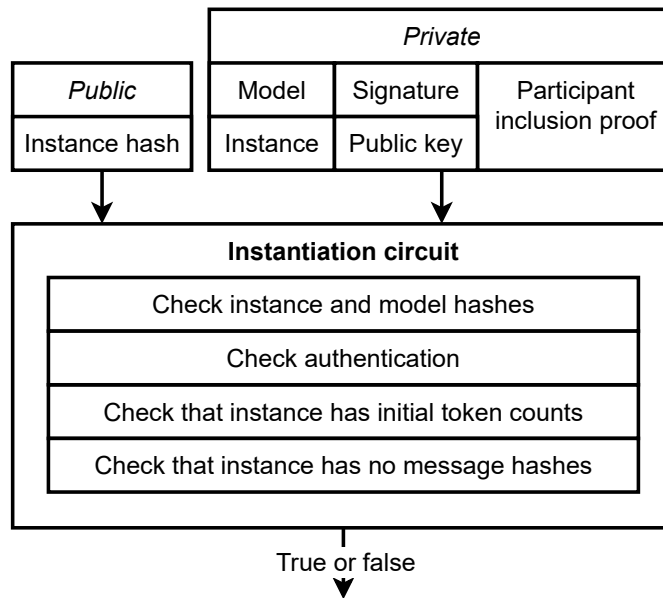 Private
Public
Model
Signature
Participant
inclusion proof
Instance hash
Instance
Public key
Instantiation circuit
Check instance and model hashes
Check authentication
Check that instance has initial token counts
Check that instance has no message hashes
True or false